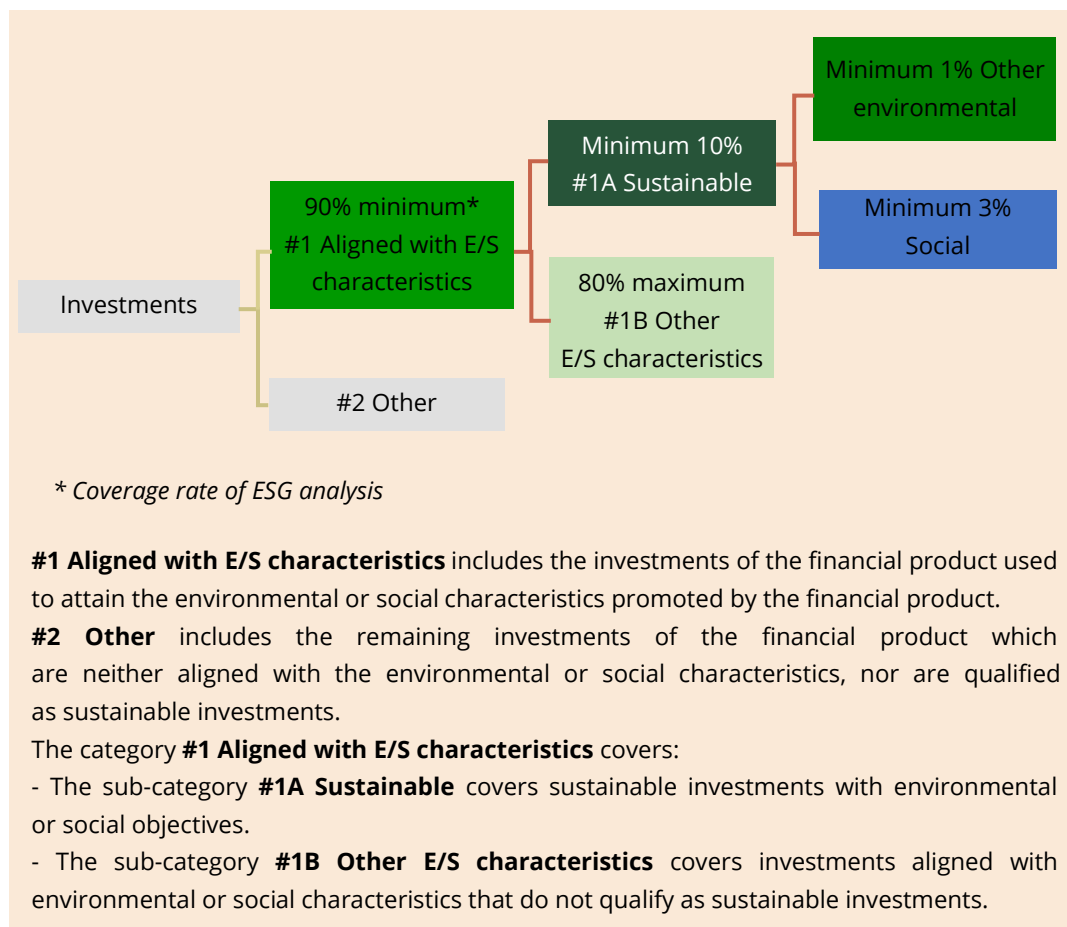 Minimum 1% Other
environmental
Minimum 10%
#1A Sustainable
90% minimum*
#1 Aligned with E/S
characteristics
Minimum 3%
Social
80% maximum
#1B Other
E/S characteristics
Investments
#2 Other
* Coverage rate of ESG analysis
#1 Aligned with E/S characteristics includes the investments of the financial product used
to attain the environmental or social characteristics promoted by the financial product.
#2 Other includes the remaining investments of the financial product which
are neither aligned with the environmental or social characteristics, nor are qualified
as sustainable investments.
The category #1 Aligned with E/S characteristics covers:
- The sub-category #1A Sustainable covers sustainable investments with environmental
or social objectives.
- The sub-category #1B Other E/S characteristics covers investments aligned with
environmental or social characteristics that do not qualify as sustainable investments.